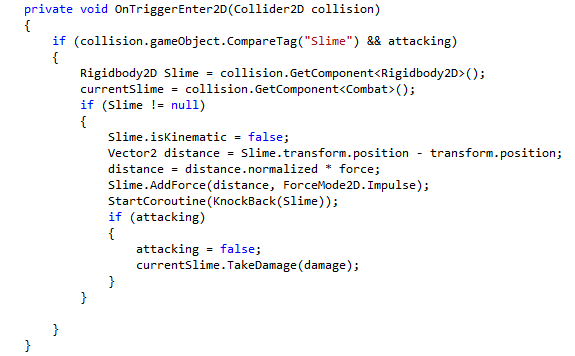 private void OnTriggerEnter2D(Collider2D collision)
{
    if (collision.gameObject.CompareTag("Slime") && attacking)
    {
        Rigidbody2D Slime = collision.GetComponent<Rigidbody2D>();
        currentSlime = collision.GetComponent<Combat>();
        if (Slime != null)
        {
            Slime.isKinematic = false;
            Vector2 distance = Slime.transform.position - transform.position;
            distance = distance.normalized * force;
            Slime.AddForce(distance, ForceMode2D.Impulse);
            StartCoroutine(KnockBack(Slime));
            if (attacking)
            {
                attacking = false;
                currentSlime.TakeDamage(damage);
            }
        }

    }
}